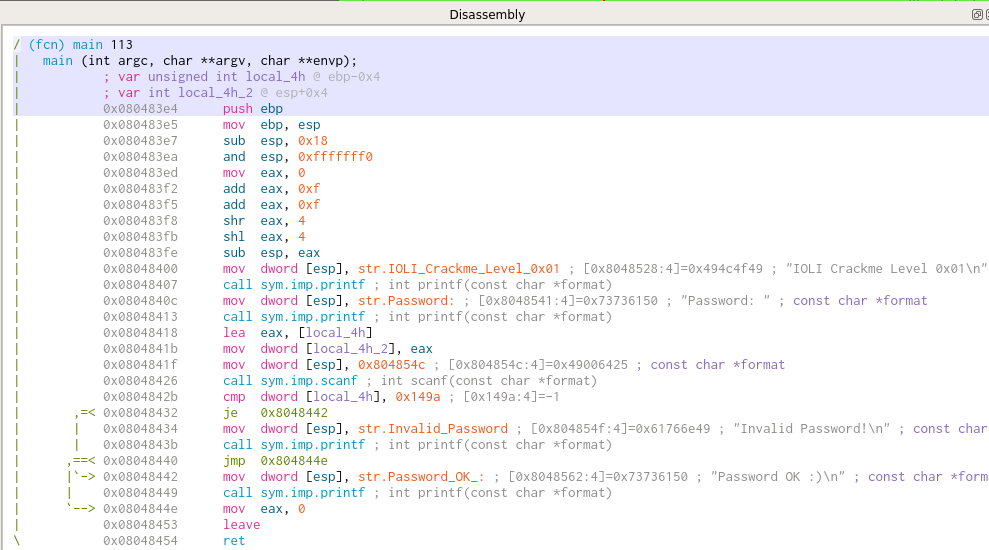 Disassembly
/ (fcn) main 113
| main (int argc, char **argv, char **envp);
| ; var unsigned int local_4h @ ebp-0x4
| ; var int local_4h_2 @ esp+0x4
| 0x080483e4 push ebp
| 0x080483e5 mov ebp, esp
| 0x080483e7 sub esp, 0x18
| 0x080483ea and esp, 0xfffffff0
| 0x080483ed mov eax, 0
| 0x080483f2 add eax, 0xf
| 0x080483f5 add eax, 0xf
| 0x080483f8 shr eax, 4
| 0x080483fb shl eax, 4
| 0x080483fe sub esp, eax
| 0x08048400 mov dword [esp], str.IOLI_Crackme_Level_0x01 ; [0x8048528:4]=0x494c4f49 ; "IOLI Crackme Level 0x01\n"
| 0x08048407 call sym.imp.printf ; int printf(const char *format)
| 0x0804840c mov dword [esp], str.Password: ; [0x8048541:4]=0x73736150 ; "Password: " ; const char *format
| 0x08048413 call sym.imp.printf ; int printf(const char *format)
| 0x08048418 lea eax, [local_4h]
| 0x0804841b mov dword [local_4h_2], eax
| 0x0804841f mov dword [esp], 0x804854c ; [0x804854c:4]=0x49006425 ; const char *format
| 0x08048426 call sym.imp.scanf ; int scanf(const char *format)
| 0x0804842b cmp dword [local_4h], 0x149a ; [0x149a:4]=-1
| ,=< 0x08048432 je 0x8048442
| | 0x08048434 mov dword [esp], str.Invalid_Password ; [0x804854f:4]=0x61766e49 ; "Invalid Password!\n" ; const char
| | 0x0804843b call sym.imp.printf ; int printf(const char *format)
| ,==< 0x08048440 jmp 0x804844e
| |`-> 0x08048442 mov dword [esp], str.Password_OK_: ; [0x8048562:4]=0x73736150 ; "Password OK :)\n" ; const char *form
| | 0x08048449 call sym.imp.printf ; int printf(const char *format)
| `--> 0x0804844e mov eax, 0
| 0x08048453 leave
\ 0x08048454 ret